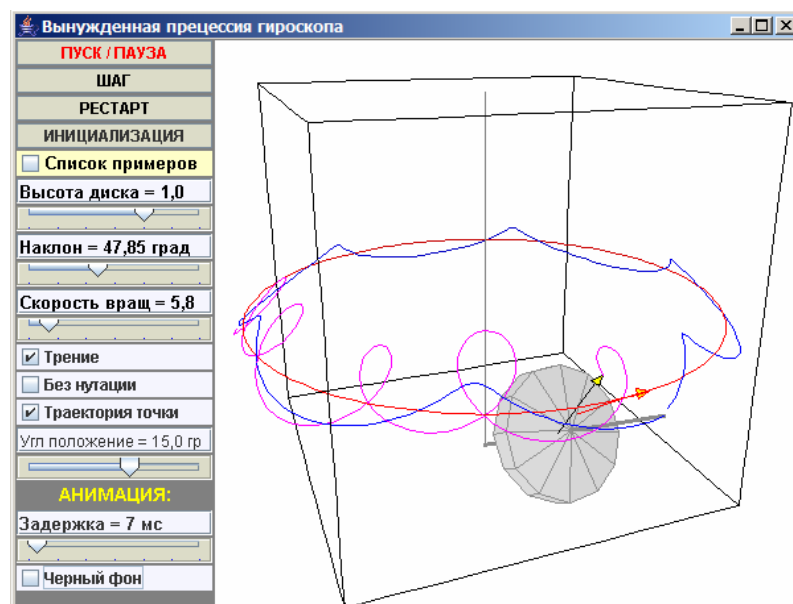 Вынужденная прецессия гироскопа
ПУСК / ПАУЗА
ШАГ
РЕСТАРТ
ИНИЦИАЛИЗАЦИЯ
Список примеров
Высота диска = 1,0
Наклон = 47,85 град
Скорость вращ = 5,8
Трение
Без нутации
Траектория точки
Угл положение = 15,0 гр
АНИМАЦИЯ:
Задержка = 7 мс
Черный фон